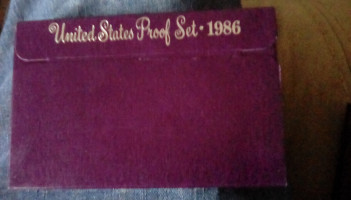 United States Proof Set · 1986